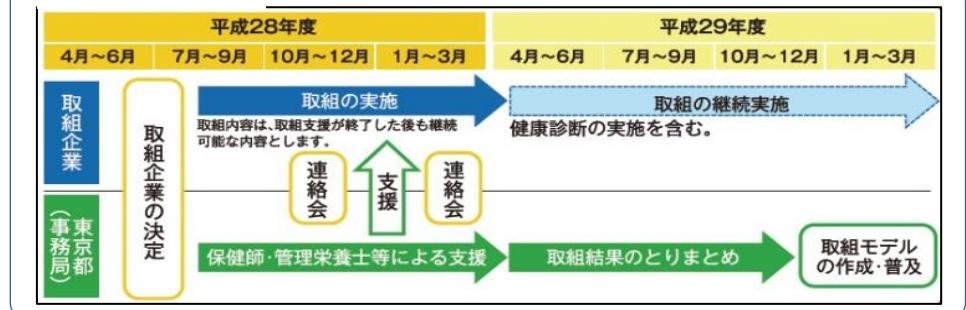 平成28年度
平成29年度
4月～6月
7月～9月
10月～12月
1月～3月
4月～6月
7月～9月
10月～12月
1月～3月
取組企業
取組企業の決定
取組の実施
取組内容は、取組支援が終了した後も継続
可能な内容とします。
取組の継続実施
健康診断の実施を含む。
連絡会
支援
連絡会
東京都
（事務局）
保健師・管理栄養士等による支援
取組結果のとりまとめ
取組モデル
の作成・普及